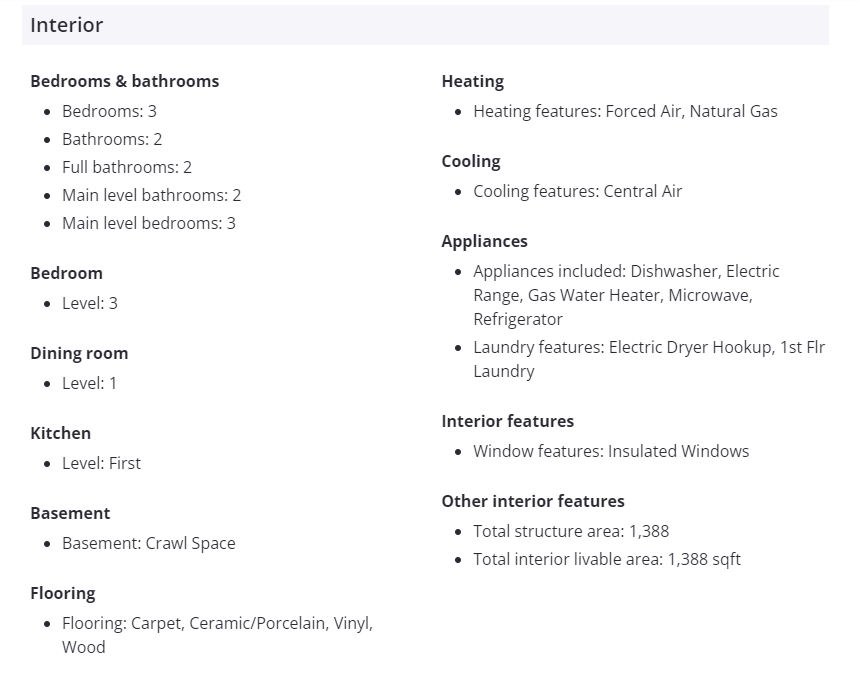 Interior
Bedrooms & bathrooms
Bedrooms: 3
Bathrooms: 2
Full bathrooms: 2
Main level bathrooms: 2
Main level bedrooms: 3
Bedroom
Level: 3
Dining room
Level: 1
Kitchen
Level: First
Basement
Basement: Crawl Space
Flooring
Flooring: Carpet, Ceramic/Porcelain, Vinyl,
Wood
Heating
Heating features: Forced Air, Natural Gas
Cooling
Cooling features: Central Air
Appliances
Appliances included: Dishwasher, Electric
Range, Gas Water Heater, Microwave,
Refrigerator
Laundry features: Electric Dryer Hookup, 1st Flr
Laundry
Interior features
Window features: Insulated Windows
Other interior features
Total structure area: 1,388
Total interior livable area: 1,388 sqft